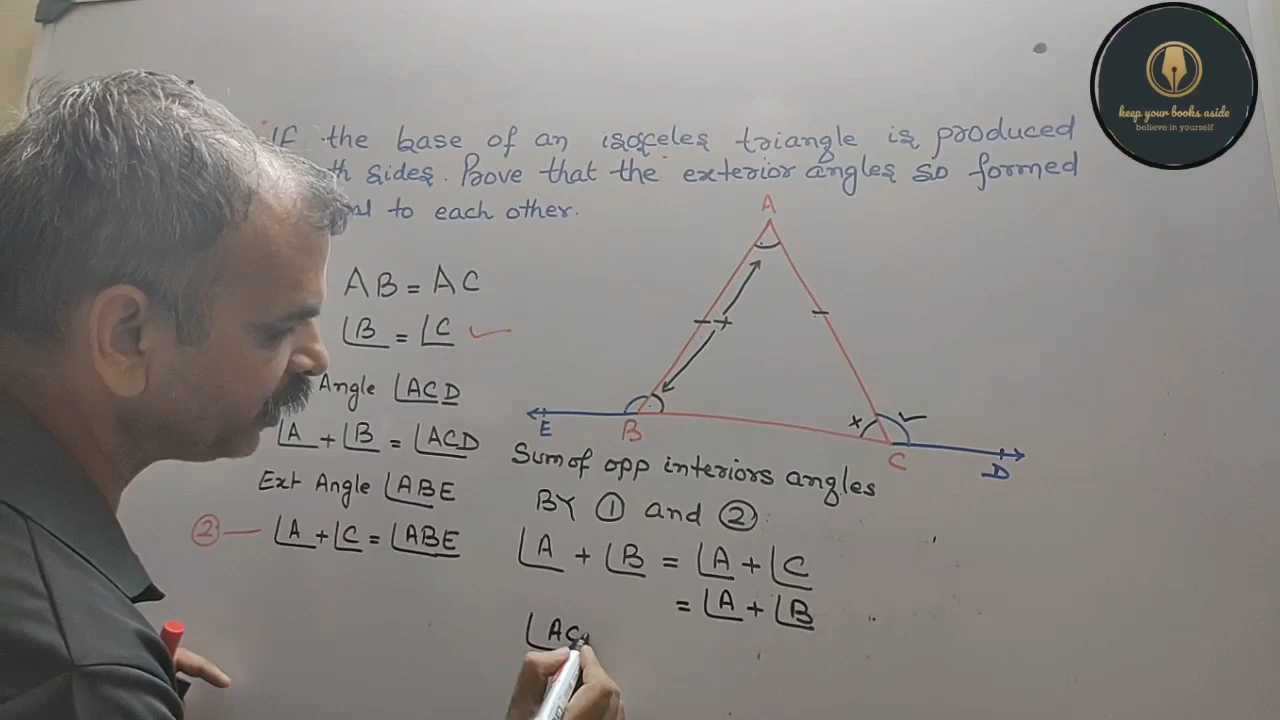 If the base of an isosceles triangle is produced
sides. Prove that the exterior angles so formed
to each other.
AB = AC
∠B = ∠C ✓
Angle ∠ACD
∠A + ∠B = ∠ACD
Ext Angle ∠ABE
② — ∠A + ∠C = ∠ABE
A
E
B
C
D
x
Sum of opp interiors angles
BY ① and ②
∠A + ∠B = ∠A + ∠C
= ∠A + ∠B
∠AC
keep your books aside
believe in yourself